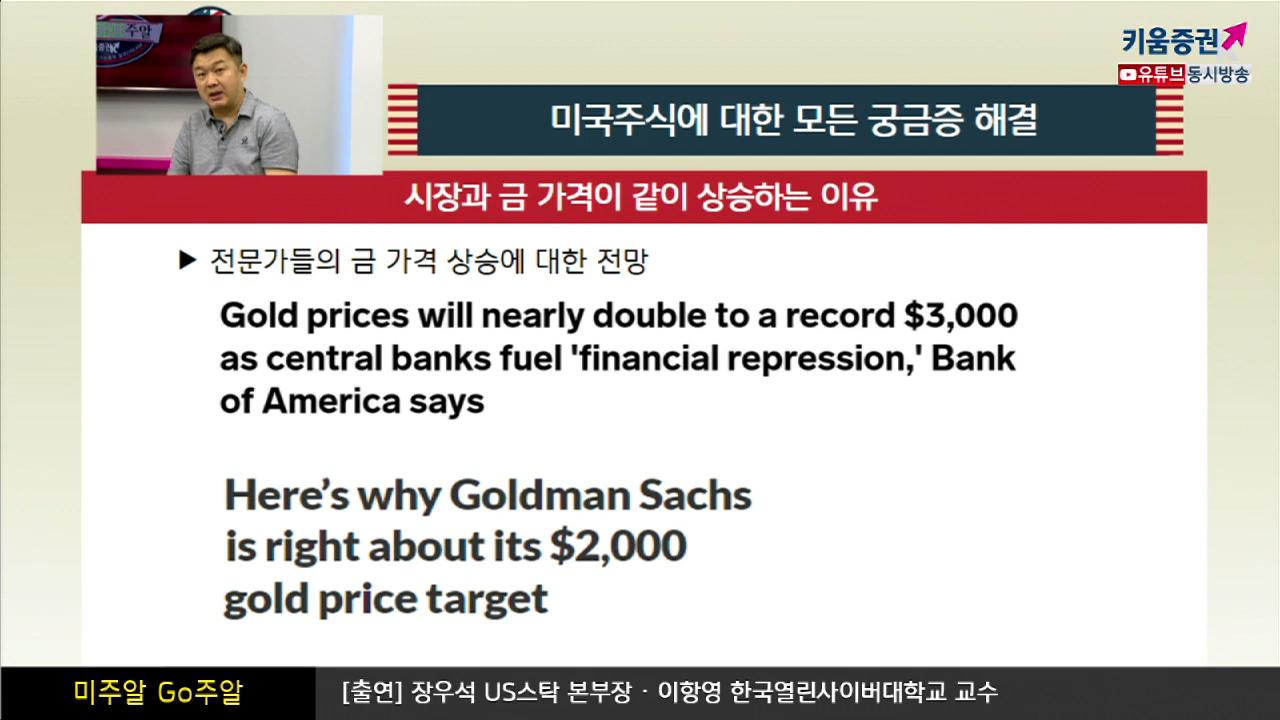 주알
키움증권
유튜브동시방송
미국주식에 대한 모든 궁금증 해결
시장과 금 가격이 같이 상승하는 이유
▶ 전문가들의 금 가격 상승에 대한 전망
Gold prices will nearly double to a record $3,000
as central banks fuel 'financial repression,' Bank
of America says
Here’s why Goldman Sachs
is right about its $2,000
gold price target
미주알 Go주알
[출연] 장우석 US스탁 본부장 · 이항영 한국열린사이버대학교 교수